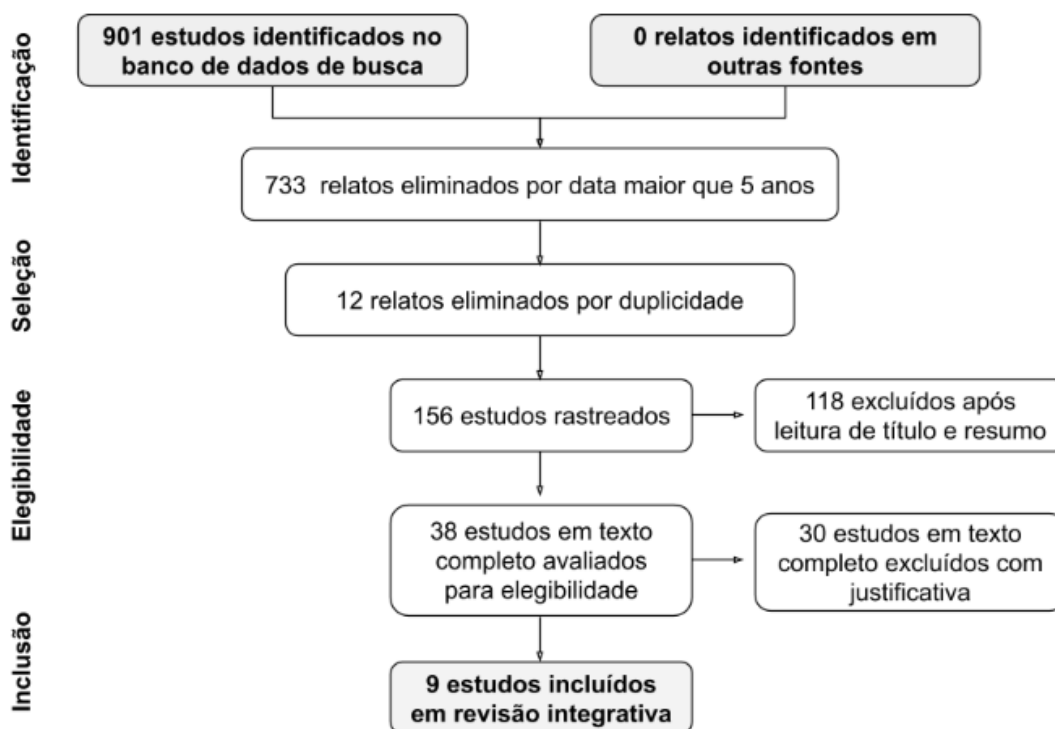 Identificação
901 estudos identificados no
banco de dados de busca
0 relatos identificados em
outras fontes
733 relatos eliminados por data maior que 5 anos
Seleção
12 relatos eliminados por duplicidade
Elegibilidade
156 estudos rastreados
118 excluídos após
leitura de título e resumo
38 estudos em texto
completo avaliados
para elegibilidade
30 estudos em texto
completo excluídos com
justificativa
Inclusão
9 estudos incluídos
em revisão integrativa